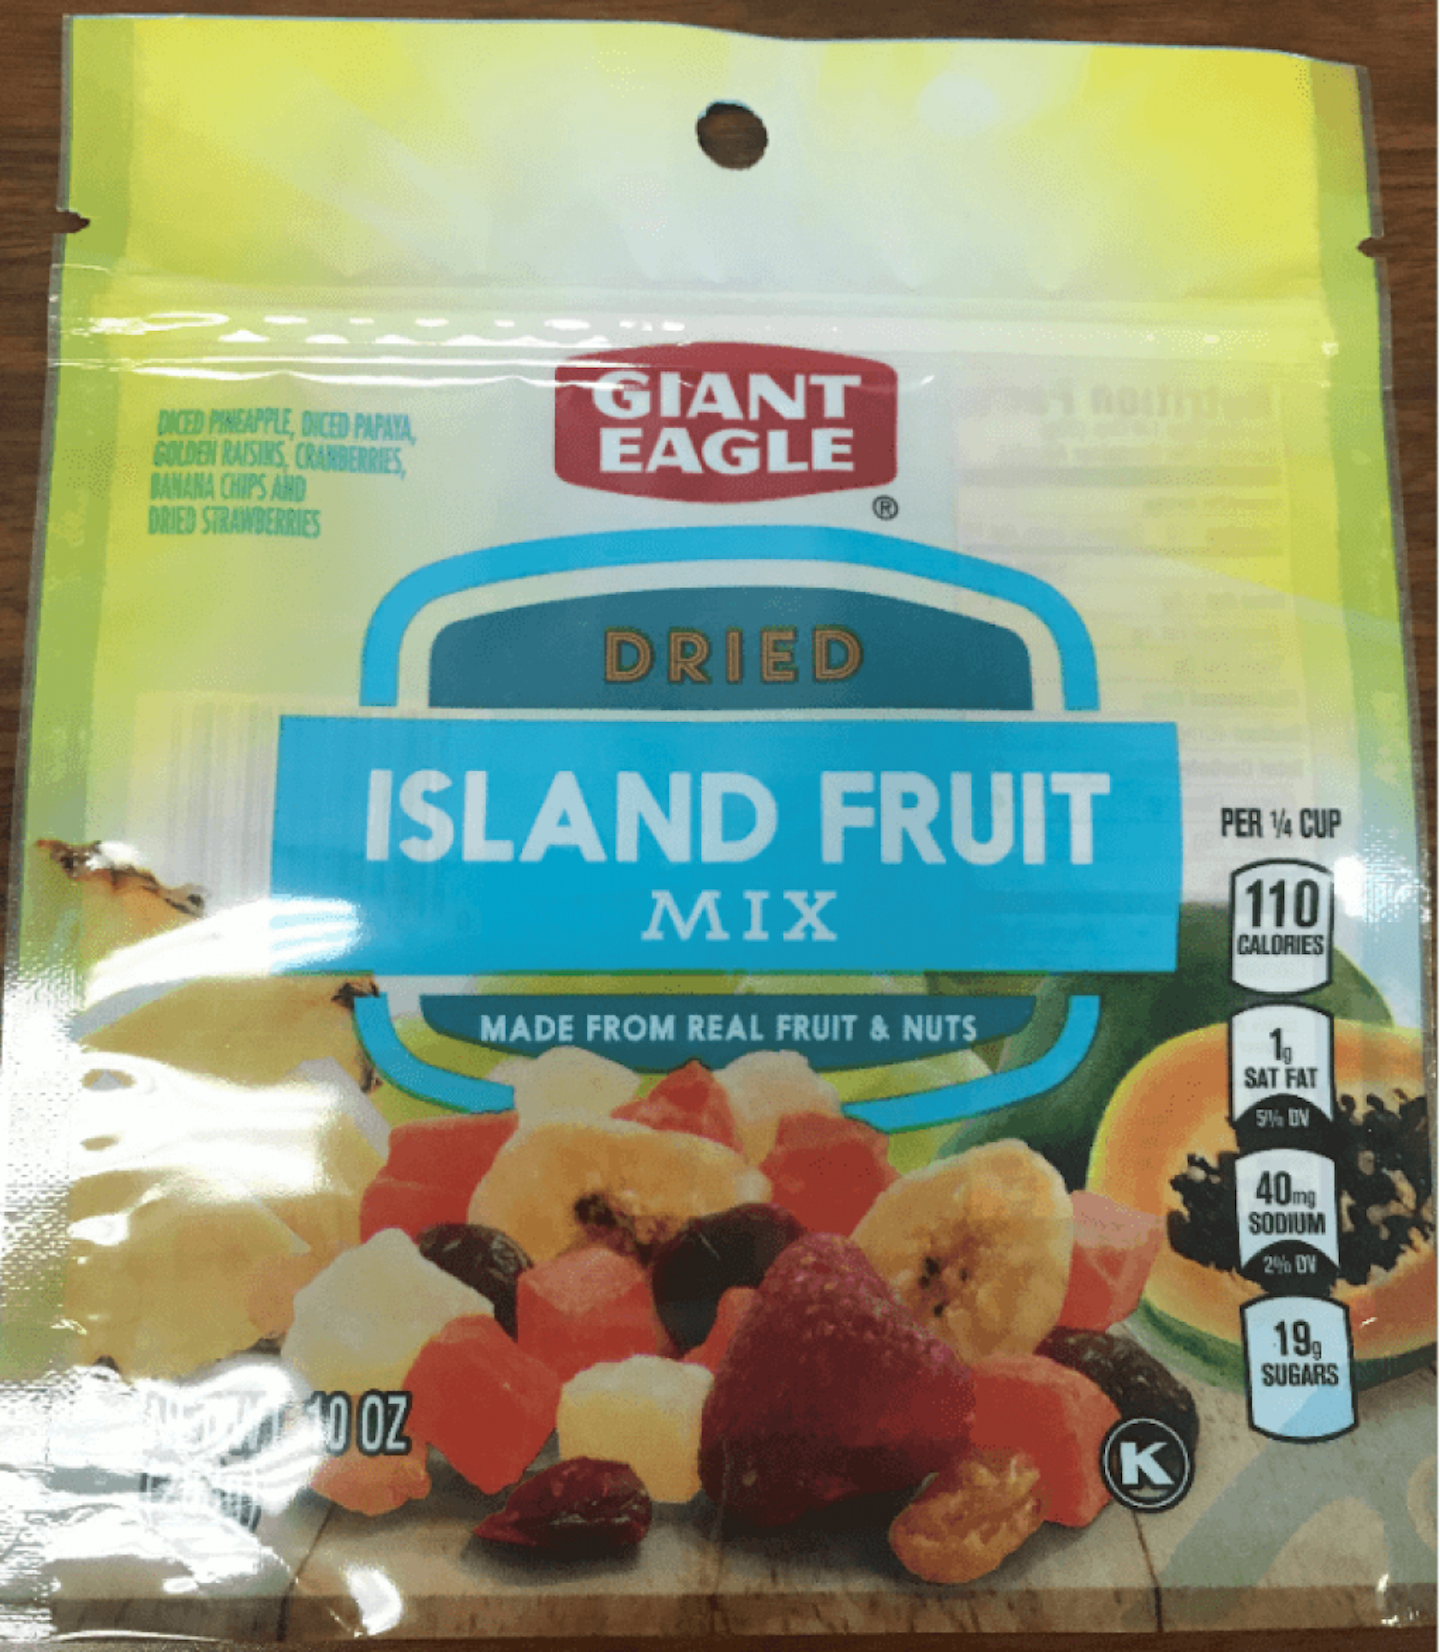 GIANT
EAGLE
®
DICED PINEAPPLE, DICED PAPAYA,
GOLDEN RAISINS, CRANBERRIES,
BANANA CHIPS AND
DRIED STRAWBERRIES
DRIED
ISLAND FRUIT
MIX
MADE FROM REAL FRUIT & NUTS
PER 1/4 CUP
110
CALORIES
1g
SAT FAT
5% DV
40mg
SODIUM
2% DV
19g
SUGARS
10 OZ
K